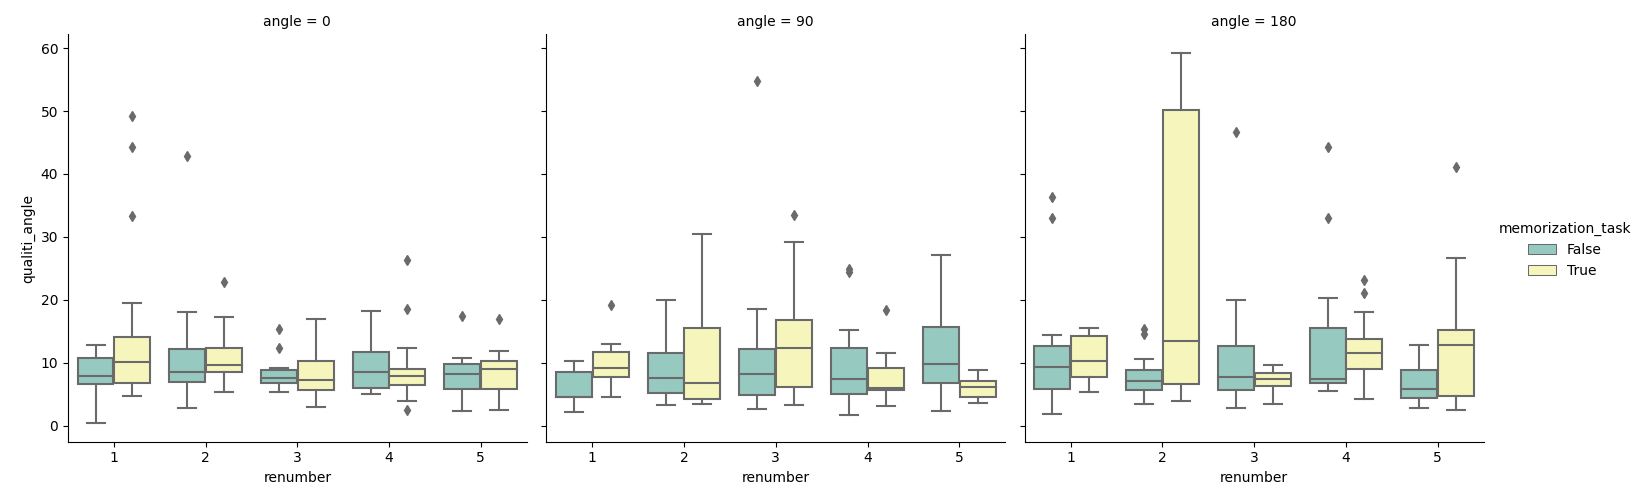 angle = 0
angle = 90
angle = 180
60
50
40
30
20
10
0
qualiti_angle
1 2 3 4 5
1 2 3 4 5
1 2 3 4 5
renumber
renumber
renumber
memorization_task
False
True